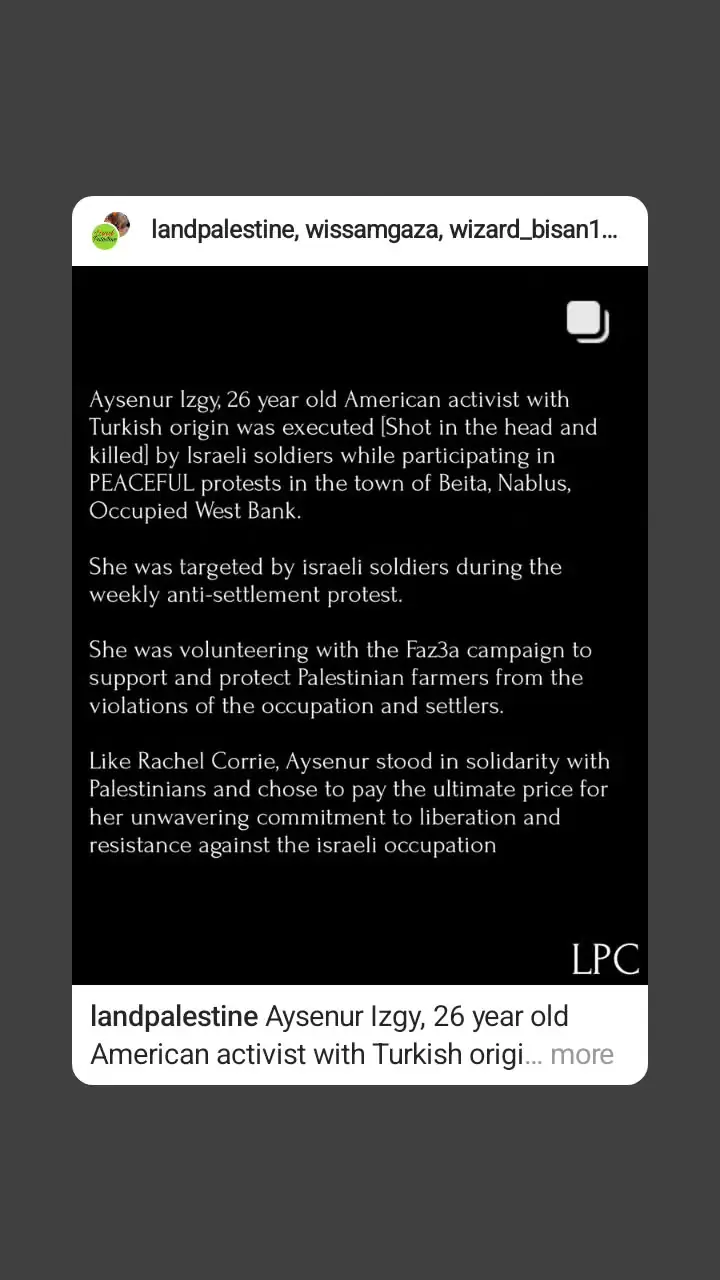 landpalestine, wissamgaza, wizard_bisan1...
Aysenur Izgy, 26 year old American activist with
Turkish origin was executed [Shot in the head and
killed] by Israeli soldiers while participating in
PEACEFUL protests in the town of Beita, Nablus,
Occupied West Bank.
She was targeted by israeli soldiers during the
weekly anti-settlement protest.
She was volunteering with the Faz3a campaign to
support and protect Palestinian farmers from the
violations of the occupation and settlers.
Like Rachel Corrie, Aysenur stood in solidarity with
Palestinians and chose to pay the ultimate price for
her unwavering commitment to liberation and
resistance against the israeli occupation
LPC
landpalestine Aysenur Izgy, 26 year old
American activist with Turkish origi... more